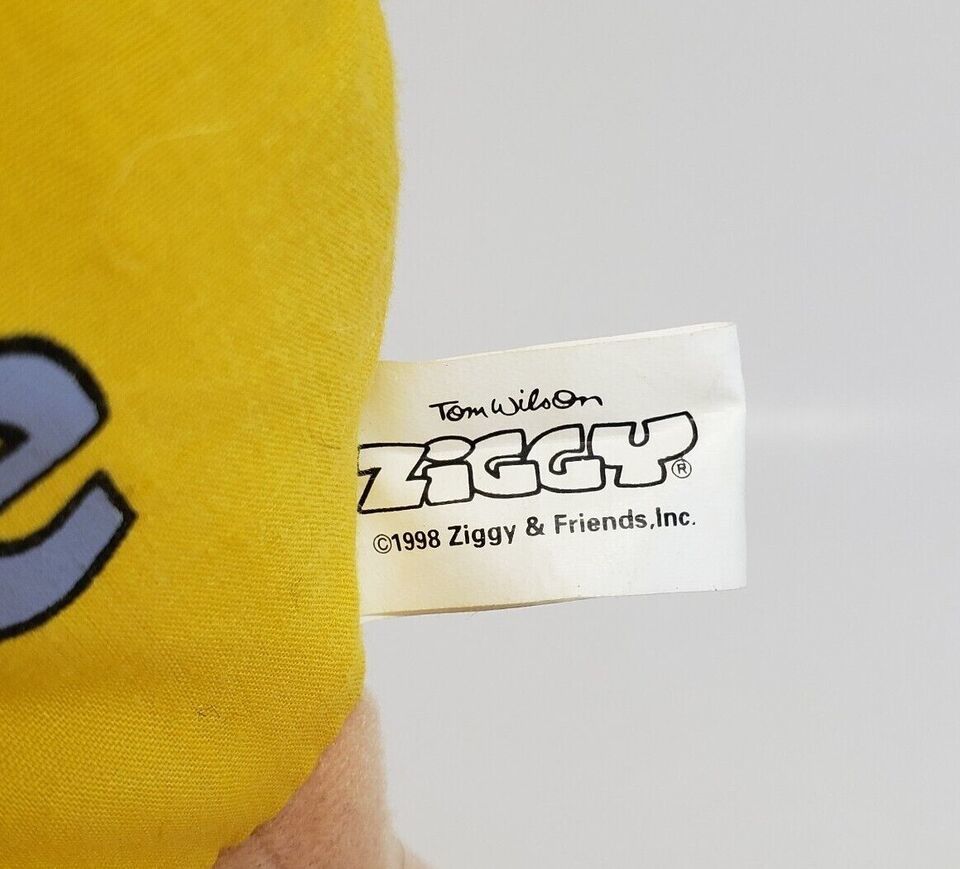 Tom Wilson
ZiGGY®
©1998 Ziggy & Friends,Inc.
e